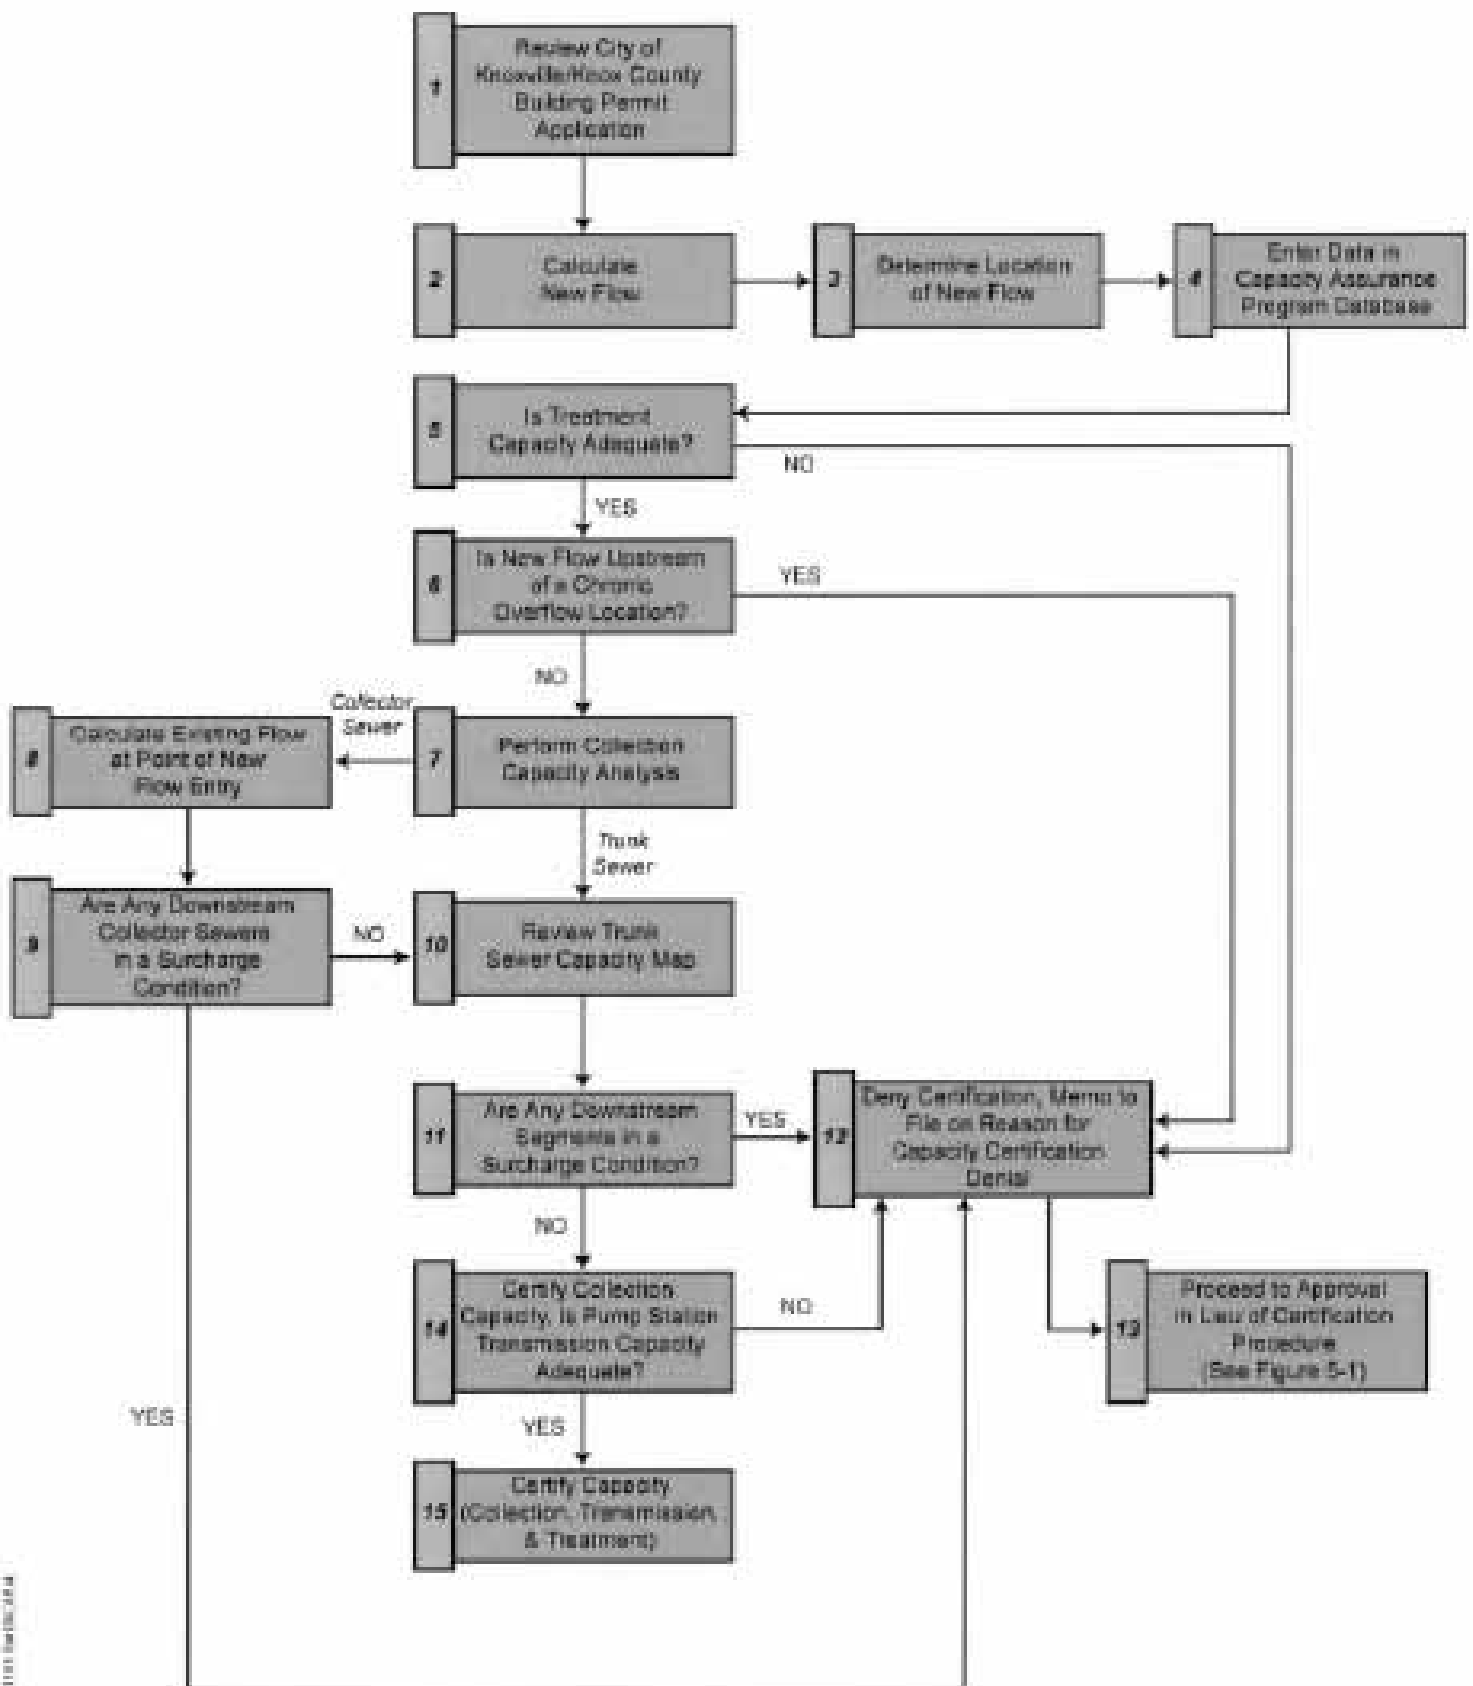 1
Review City of
Knoxville/Knox County
Building Permit
Application
2
Calculate
New Flow
3
Determine Location
of New Flow
4
Enter Data in
Capacity Assurance
Program Database
5
Is Treatment
Capacity Adequate?
NO
YES
6
Is New Flow Upstream
of a Chronic
Overflow Location?
YES
NO
Collector
Sewer
7
Perform Collection
Capacity Analysis
8
Calculate Existing Flow
at Point of New
Flow Entry
Trunk
Sewer
9
Are Any Downstream
Collector Sewers
in a Surcharge
Condition?
NO
10
Review Trunk
Sewer Capacity Map
11
Are Any Downstream
Segments in a
Surcharge Condition?
YES
12
Deny Certification, Memo to
File on Reason for
Capacity Certification
Denial
NO
14
Certify Collection
Capacity, Is Pump Station
Transmission Capacity
Adequate?
NO
13
Proceed to Approval
in Lieu of Certification
Procedure
(See Figure 5-1)
YES
YES
15
Certify Capacity
(Collection, Transmission,
& Treatment)